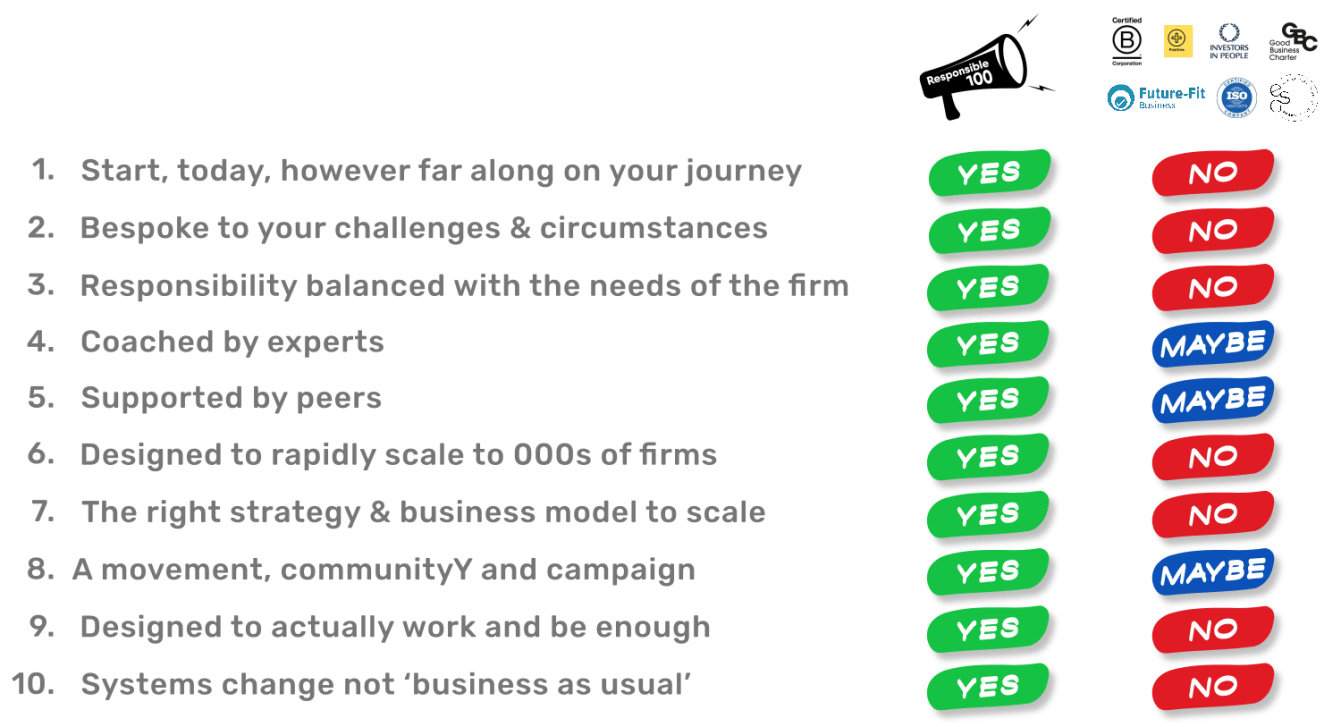 Responsible
100
Certified
B
Corporation
INVESTORS
IN PEOPLE
GBC
Good
Business
Charter
Future-Fit
Business
CERTIFIED
ISO
COMPANY
1. Start, today, however far along on your journey YES NO
2. Bespoke to your challenges & circumstances YES NO
3. Responsibility balanced with the needs of the firm YES NO
4. Coached by experts YES MAYBE
5. Supported by peers YES MAYBE
6. Designed to rapidly scale to 000s of firms YES NO
7. The right strategy & business model to scale YES NO
8. A movement, communityY and campaign YES MAYBE
9. Designed to actually work and be enough YES NO
10. Systems change not ‘business as usual’ YES NO